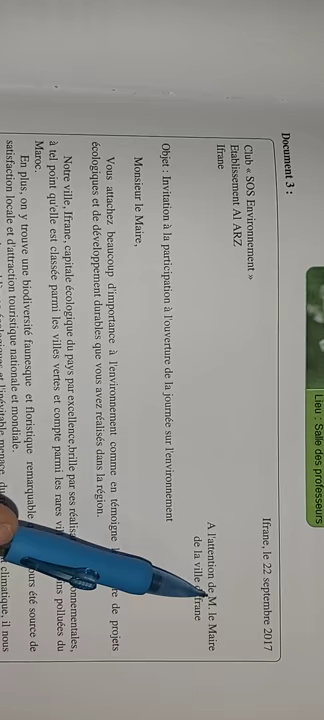 Lieu : Salle des professeurs
Document 3 :
Ifrane, le 22 septembre 2017
Club « SOS Environnement »
Etablissement Al ARZ
Ifrane
A l'attention de M. le Maire
de la ville
Objet : Invitation à la participation à l'ouverture de la journée sur l'environnement
Monsieur le Maire,
Vous attachez beaucoup d'importance à l'environnement comme en témoigne de projets
écologiques et de développement durables que vous avez réalisés dans la région.
Notre ville, Ifrane, capitale écologique du pays par excellence,brille par ses
à tel point qu'elle est classée parmi les villes vertes et compte parmi les rares polluées du
Maroc.
En plus, on y trouve une biodiversité faunesque et floristique remarquable été source de
satisfaction locale et d'attraction touristique nationale et mondiale.
et l'inévitable menace climatique, il nous